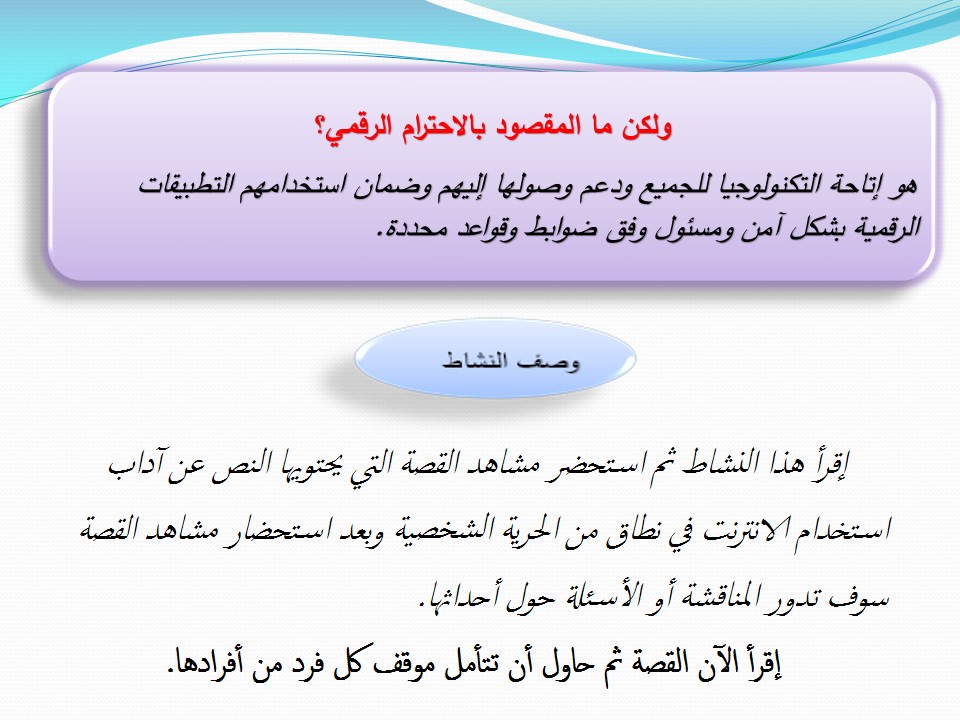 ولكن ما المقصود بالاحترام الرقمي؟
هو إتاحة التكنولوجيا للجميع ودعم وصولها إليهم وضمان استخدامهم التطبيقات
الرقمية بشكل آمن ومسئول وفق ضوابط وقواعد محددة.
وصف النشاط
إقرأ هذا النشاط ثم استحضر مشاهد القصة التي يحتويها النص عن آداب
استخدام الانترنت في نطاق من الحرية الشخصية وبعد استحضار مشاهد القصة
سوف تدور المناقشة أو الأسئلة حول أحداثها.
إقرأ الآن القصة ثم حاول أن تتأمل موقف كل فرد من أفرادها.